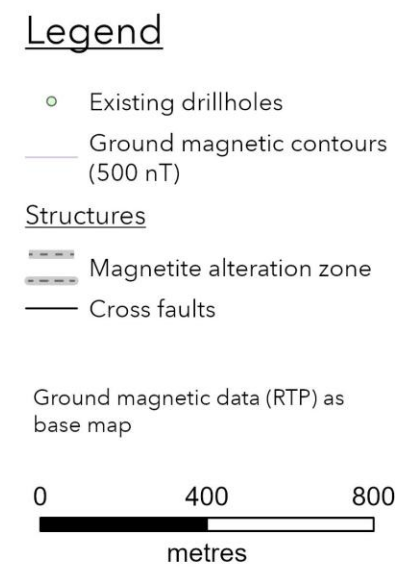 Legend
Existing drillholes
Ground magnetic contours
(500 nT)
Structures
Magnetite alteration zone
Cross faults
Ground magnetic data (RTP) as
base map
0 400 800
metres